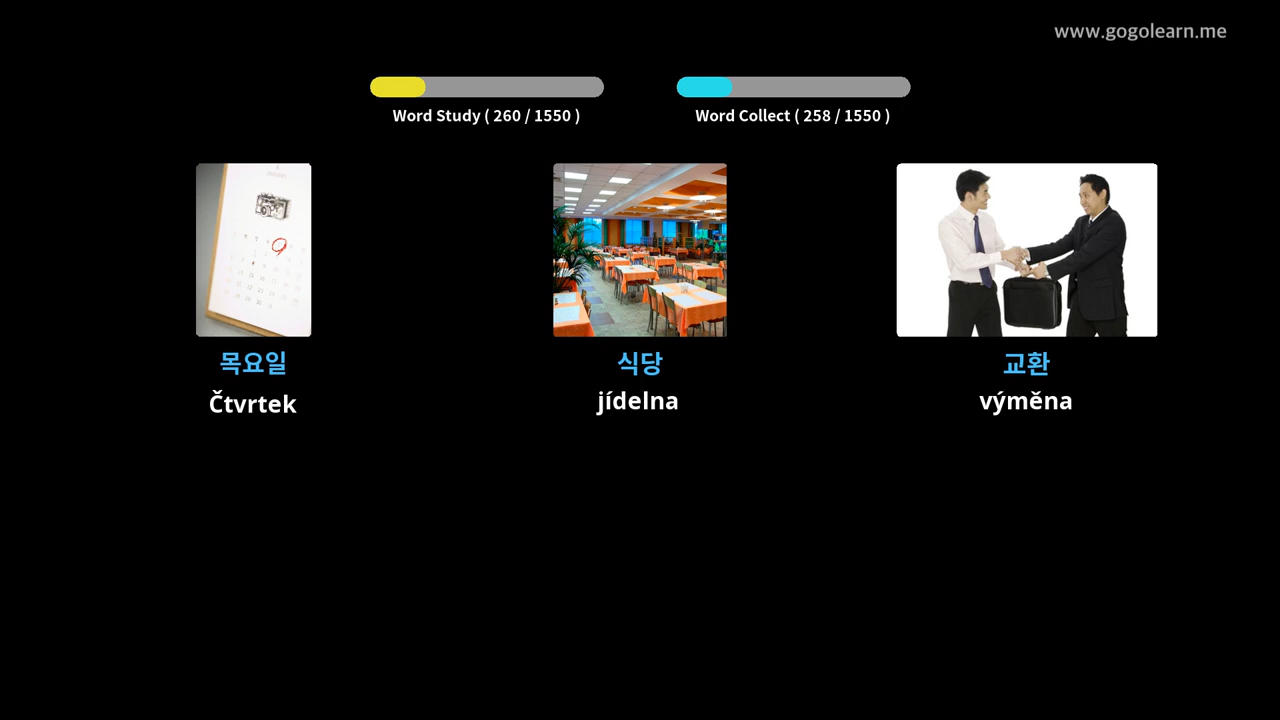 www.gogolearn.me
Word Study ( 260 / 1550 )
Word Collect ( 258 / 1550 )
목요일
식당
교환
Čtvrtek
jídelna
výměna